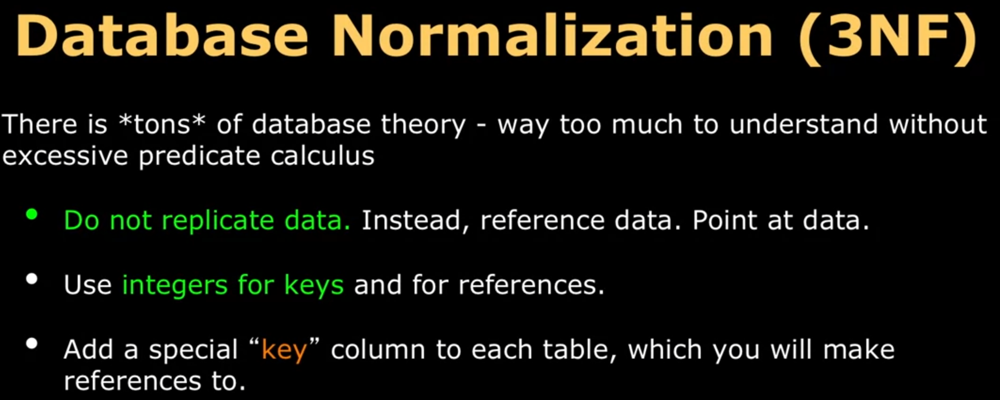 Database Normalization (3NF)
There is *tons* of database theory - way too much to understand without
excessive predicate calculus
• Do not replicate data. Instead, reference data. Point at data.
• Use integers for keys and for references.
• Add a special “key” column to each table, which you will make
references to.